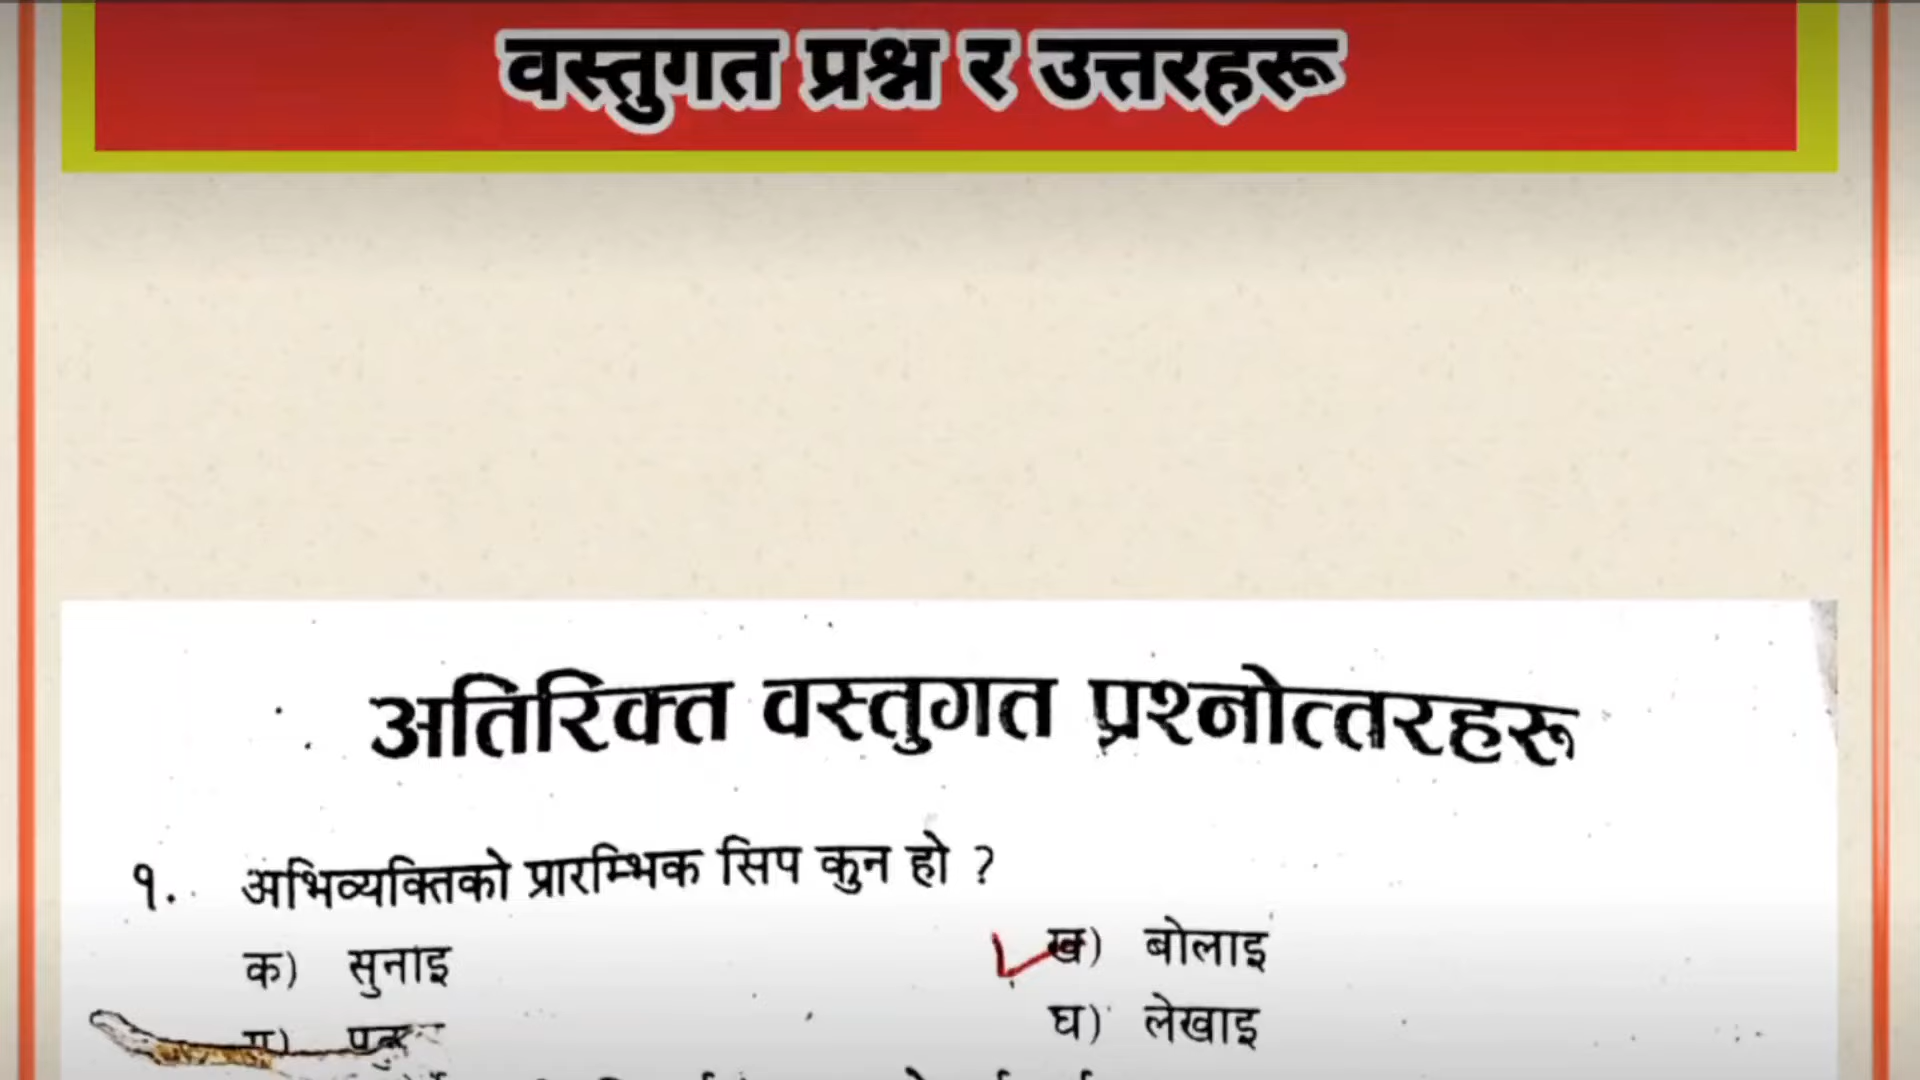 वस्तुगत प्रश्न र उत्तरहरू
अतिरिक्त वस्तुगत प्रश्नोत्तरहरू
१. अभिव्यक्तिको प्रारम्भिक सिप कुन हो ?
क) सुनाइ ख) बोलाइ
घ) लेखाइ